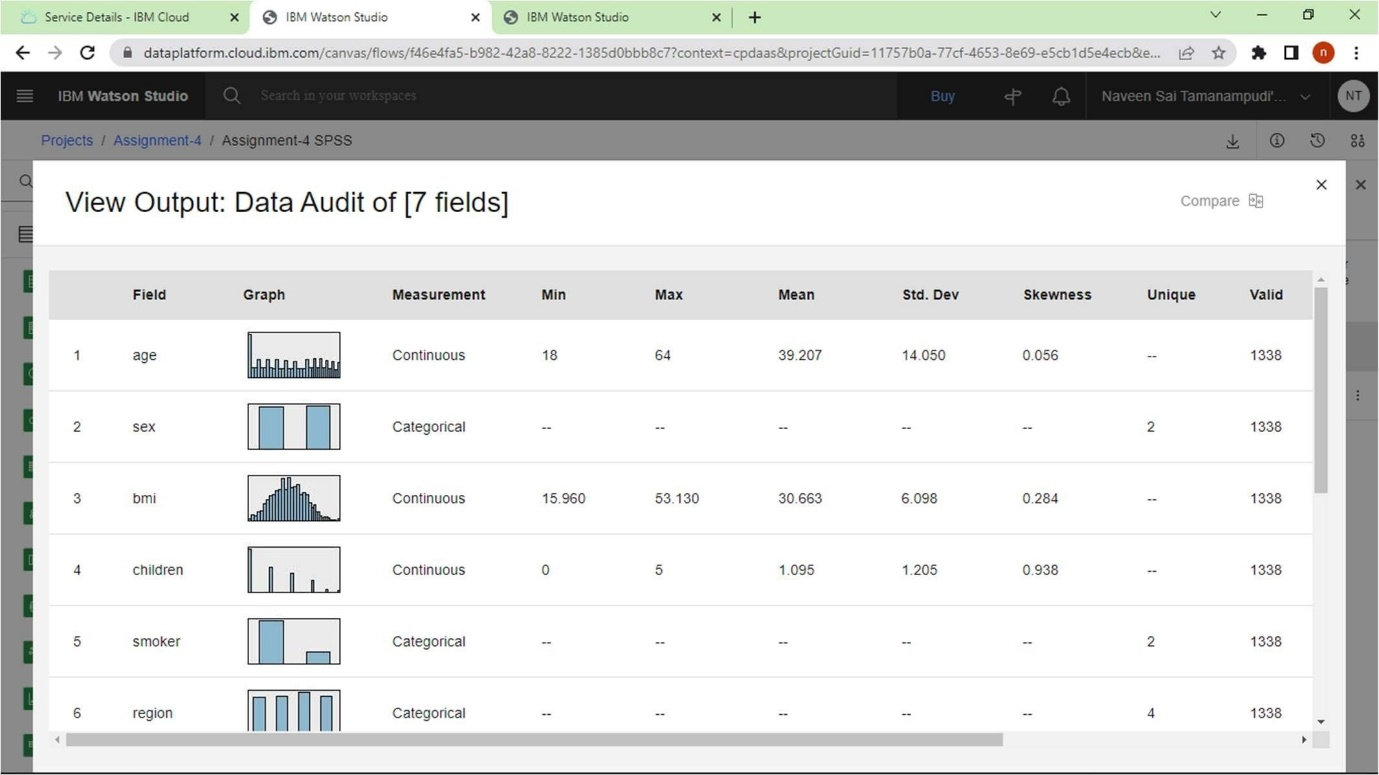 Service Details - IBM Cloud
IBM Watson Studio
IBM Watson Studio
dataplatform.cloud.ibm.com/canvas/flows/f46e4fa5-b982-42a8-8222-1385d0bbb8c7?context=cpdaas&projectGuid=11757b0a-77cf-4653-8e69-e5cb1d5e4ecb&e... n
IBM Watson Studio Search in your workspaces Buy Naveen Sai Tamanampudi'... NT
Projects / Assignment-4 / Assignment-4 SPSS
View Output: Data Audit of [7 fields] Compare
Field Graph Measurement Min Max Mean Std. Dev Skewness Unique Valid
1 age Continuous 18 64 39.207 14.050 0.056 -- 1338
2 sex Categorical -- -- -- -- -- 2 1338
3 bmi Continuous 15.960 53.130 30.663 6.098 0.284 -- 1338
4 children Continuous 0 5 1.095 1.205 0.938 -- 1338
5 smoker Categorical -- -- -- -- -- 2 1338
6 region Categorical -- -- -- -- -- 4 1338